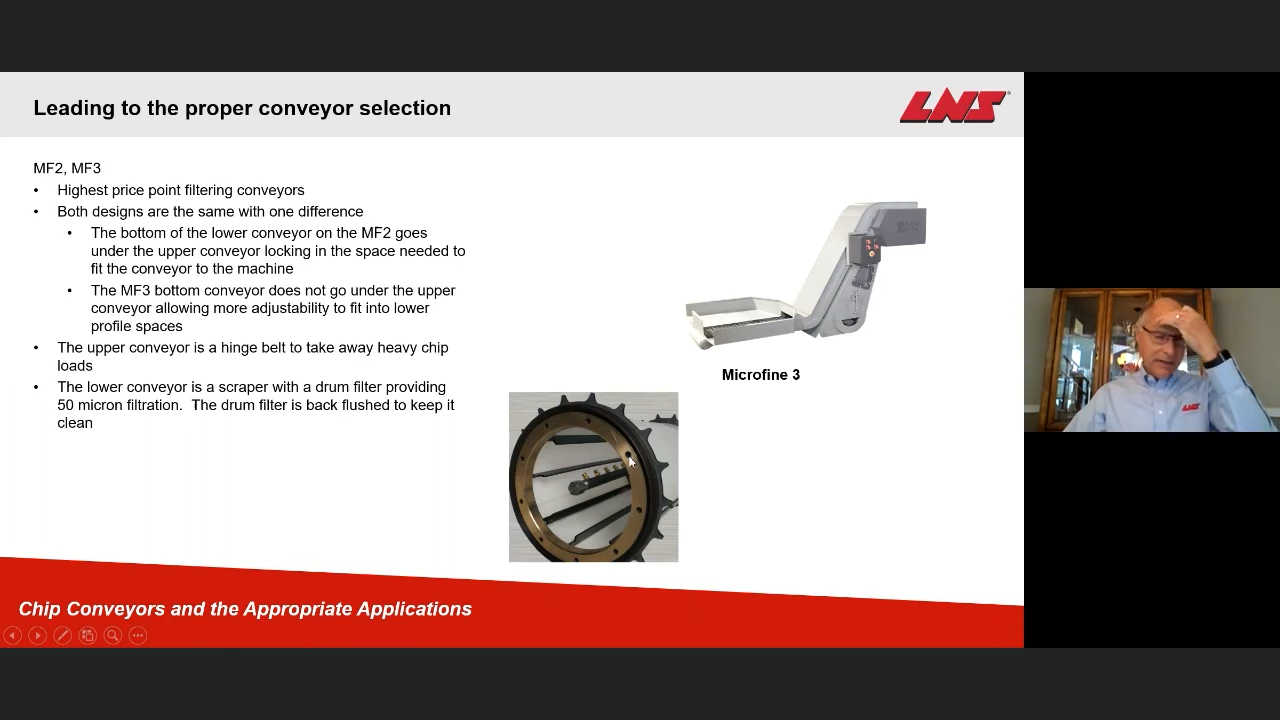 Leading to the proper conveyor selection
LNS
MF2, MF3
• Highest price point filtering conveyors
• Both designs are the same with one difference
• The bottom of the lower conveyor on the MF2 goes
under the upper conveyor locking in the space needed to
fit the conveyor to the machine
• The MF3 bottom conveyor does not go under the upper
conveyor allowing more adjustability to fit into lower
profile spaces
• The upper conveyor is a hinge belt to take away heavy chip
loads
• The lower conveyor is a scraper with a drum filter providing
50 micron filtration.  The drum filter is back flushed to keep it
clean
Microfine 3
LNS
Chip Conveyors and the Appropriate Applications